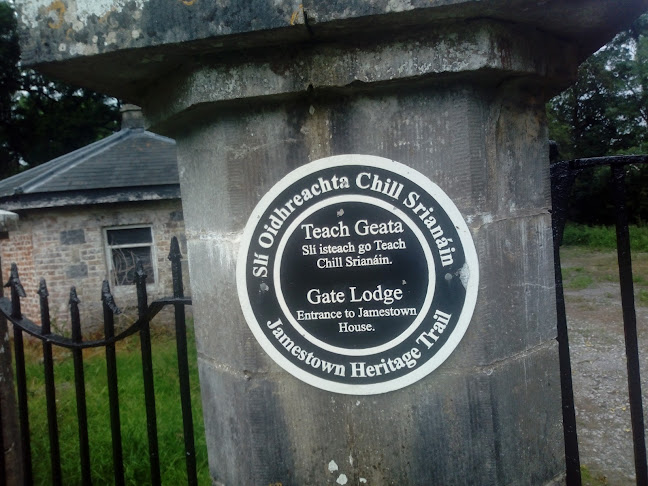 Slí Oidhreachta Chill Srianáin
Teach Geata
Slí isteach go Teach
Chill Srianáin.
Gate Lodge
Entrance to Jamestown
House.
Jamestown Heritage Trail